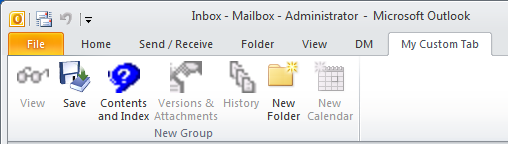 Inbox - Mailbox - Administrator - Microsoft Outlook
File Home Send / Receive Folder View DM My Custom Tab
View Save Contents and Index Versions & Attachments History New Folder New Calendar
New Group